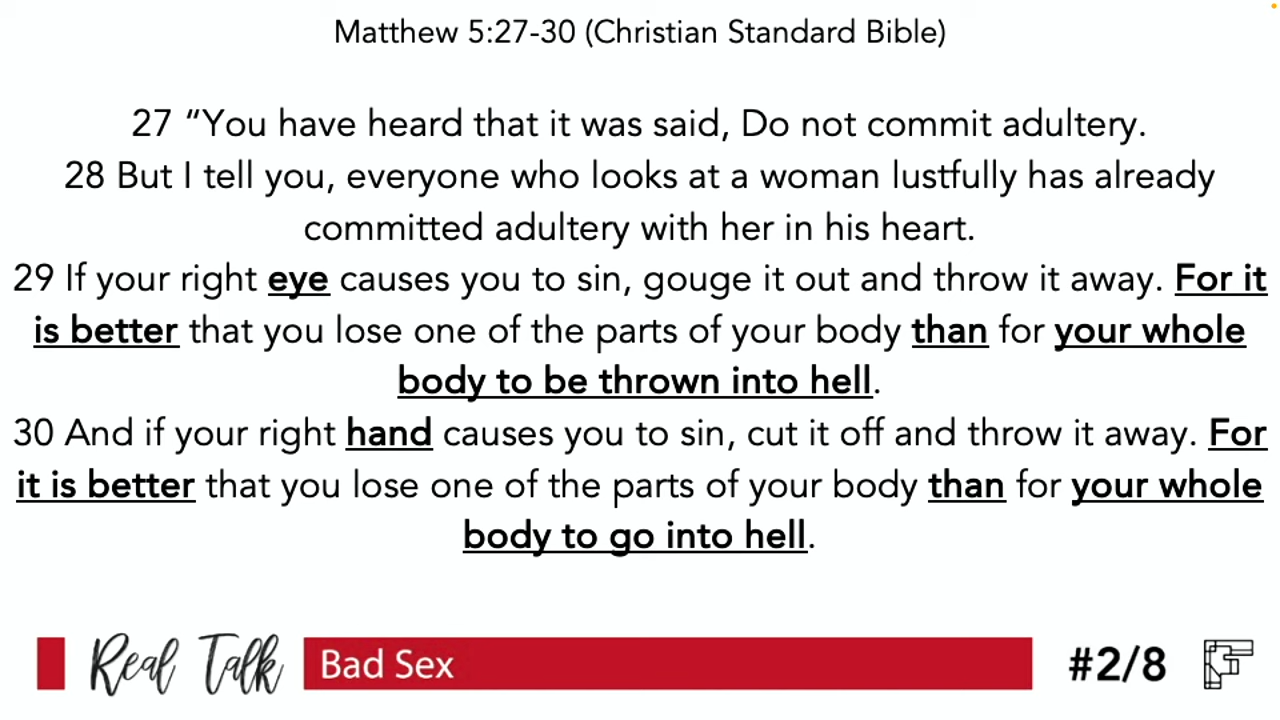 Matthew 5:27-30 (Christian Standard Bible)
27 “You have heard that it was said, Do not commit adultery.
28 But I tell you, everyone who looks at a woman lustfully has already
committed adultery with her in his heart.
29 If your right eye causes you to sin, gouge it out and throw it away. For it
is better that you lose one of the parts of your body than for your whole
body to be thrown into hell.
30 And if your right hand causes you to sin, cut it off and throw it away. For
it is better that you lose one of the parts of your body than for your whole
body to go into hell.
Real Talk Bad Sex #2/8